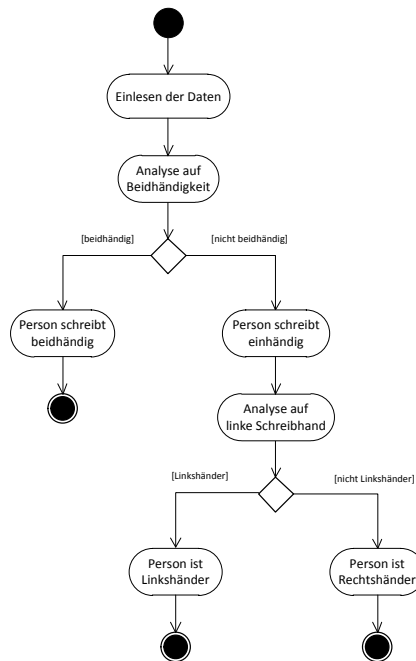 Einlesen der Daten
Analyse auf
Beidhändigkeit
[beidhändig]
[nicht beidhändig]
Person schreibt
beidhändig
Person schreibt
einhändig
Analyse auf
linke Schreibhand
[Linkshänder]
[nicht Linkshänder]
Person ist
Linkshänder
Person ist
Rechtshänder